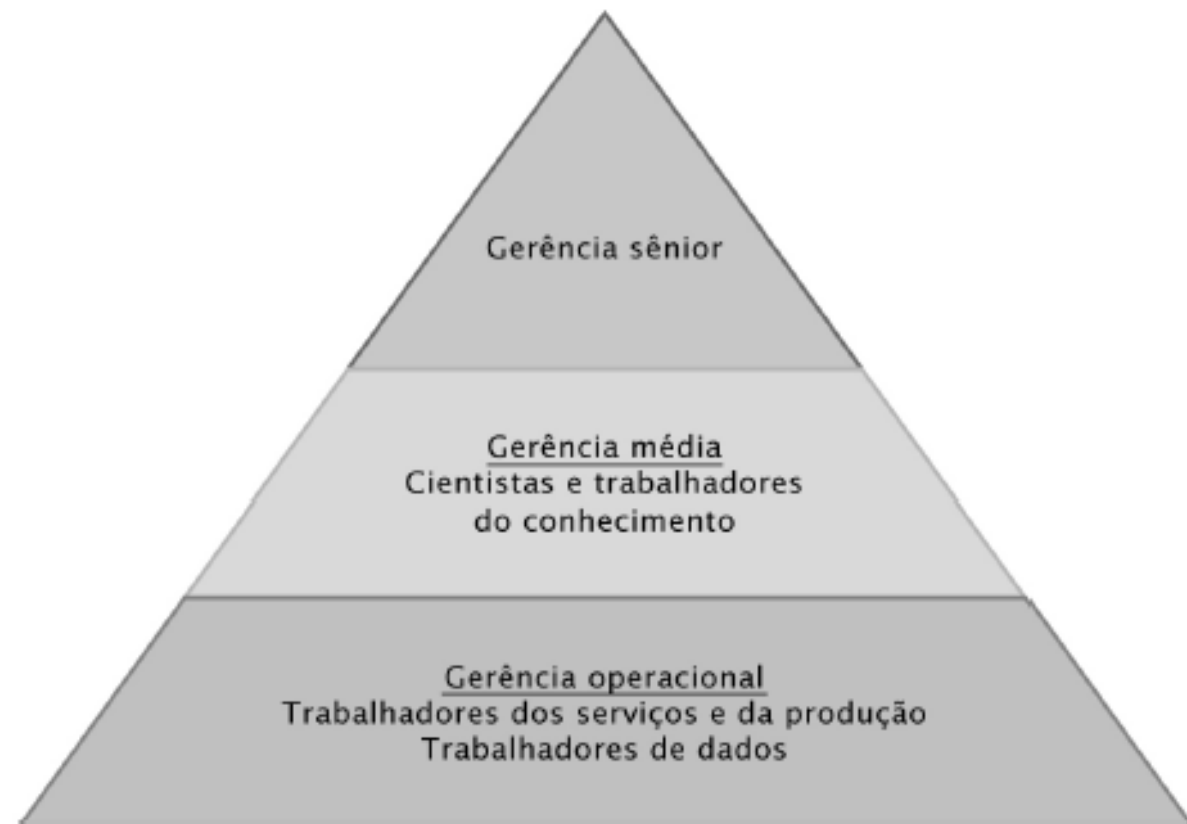 Gerência sênior
Gerência média
Cientistas e trabalhadores
do conhecimento
Gerência operacional
Trabalhadores dos serviços e da produção
Trabalhadores de dados